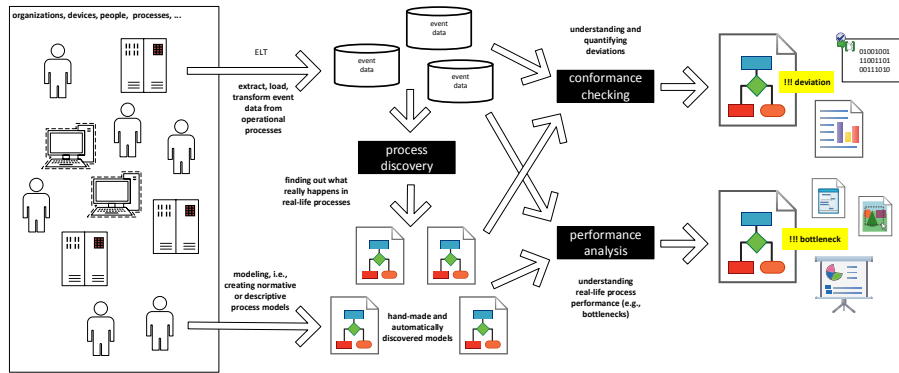 organizations, devices, people, processes, ...
ELT
extract, load,
transform event
data from
operational
processes
event
data
event
data
event
data
understanding and
quantifying
deviations
conformance
checking
!!! deviation
01001001
11001101
00111010
process
discovery
finding out what
really happens in
real-life processes
modeling, i.e.,
creating normative
or descriptive
process models
hand-made and
automatically
discovered models
performance
analysis
understanding
real-life process
performance (e.g.,
bottlenecks)
!!! bottleneck